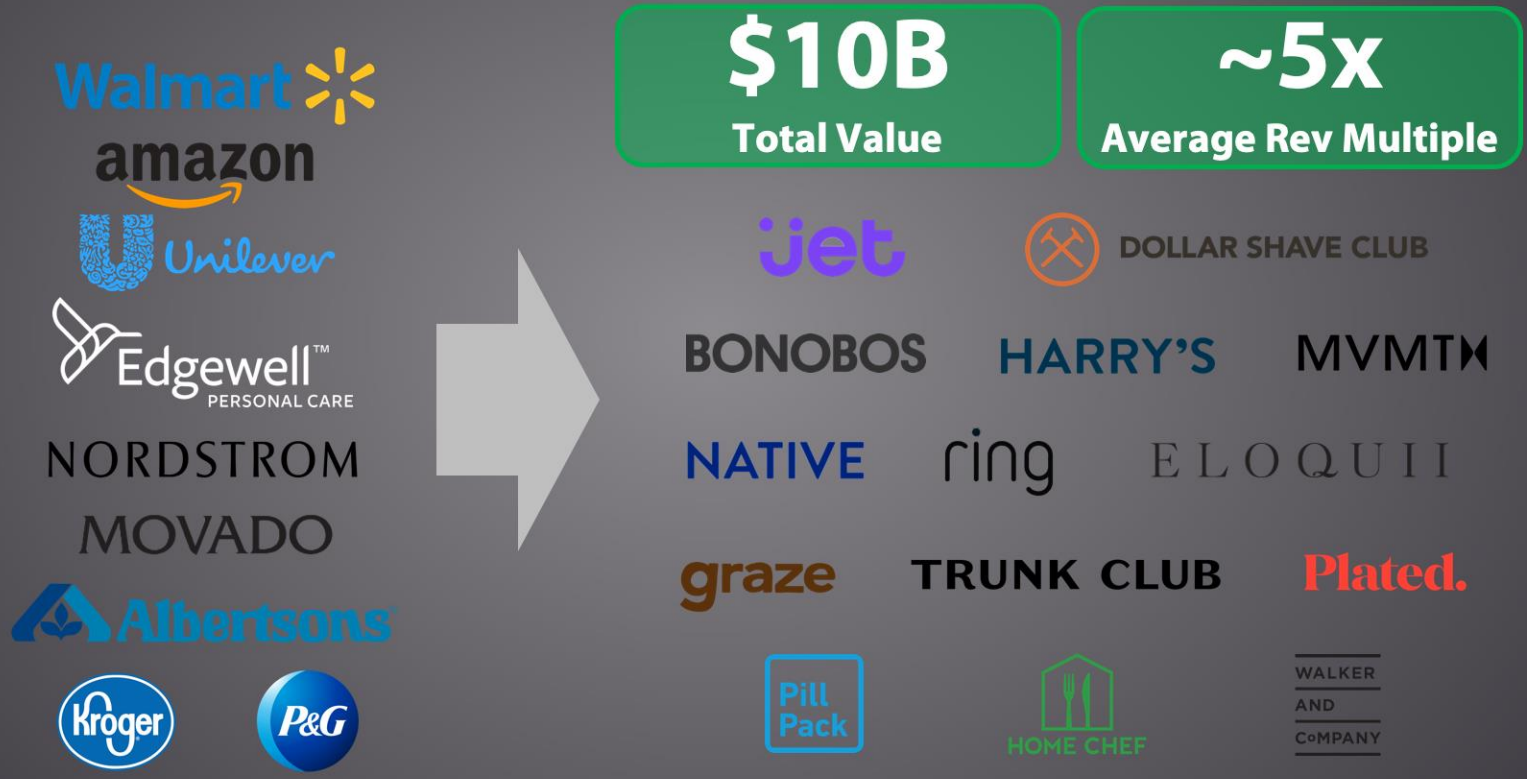 Walmart
amazon
Unilever
Edgewell™
PERSONAL CARE
NORDSTROM
MOVADO
Albertsons
Kroger
P&G
$10B
Total Value
~5x
Average Rev Multiple
jet
DOLLAR SHAVE CLUB
BONOBOS
HARRY'S
MVMT
NATIVE
ring
ELOQUII
graze
TRUNK CLUB
Plated.
Pill
Pack
HOME CHEF
WALKER
AND
COMPANY